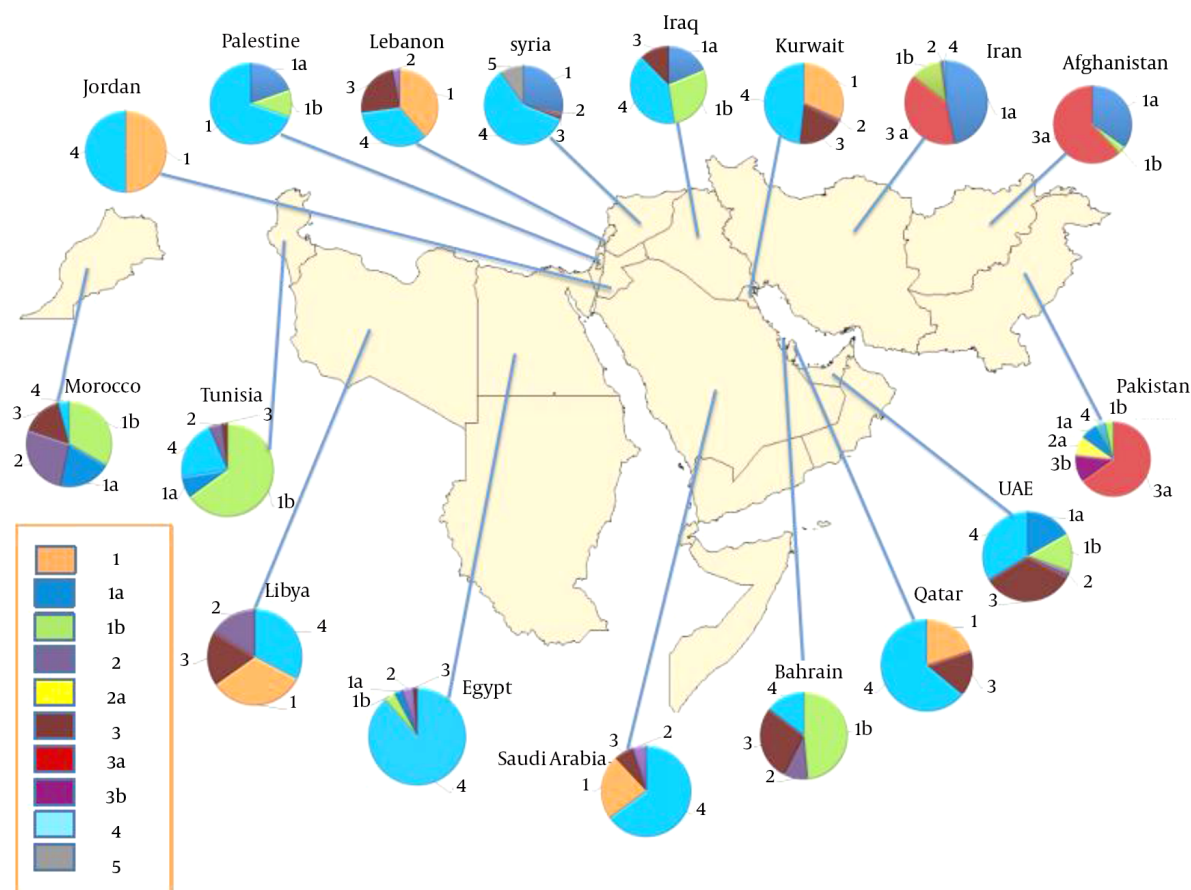 Jordan
4
1
Palestine
1a
1b
1
Lebanon
2
1
3
4
syria
5
1
2
3
4
Iraq
3
1a
4
1b
Kurwait
4
1
2
3
Iran
1b
2
4
3 a
1a
Afghanistan
1a
3a
1b
Morocco
4
3
1b
2
1a
Tunisia
2
3
4
1a
1b
Pakistan
1a
4
1b
2a
3b
3a
UAE
1a
4
1b
2
3
Libya
2
4
3
1
Egypt
1a
2
3
1b
4
Saudi Arabia
3
2
1
4
Bahrain
4
3
1b
2
Qatar
1
4
3
1
1a
1b
2
2a
3
3a
3b
4
5